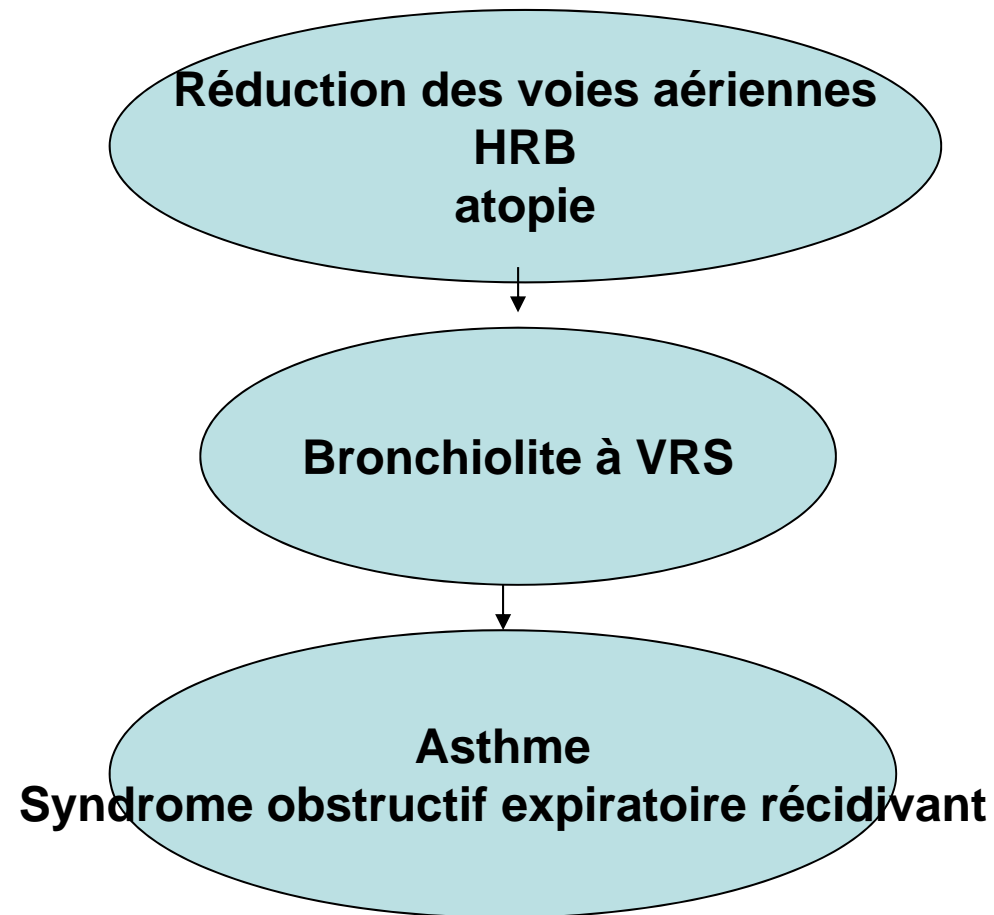 Réduction des voies aériennes
HRB
atopie
Bronchiolite à VRS
Asthme
Syndrome obstructif expiratoire récidivant